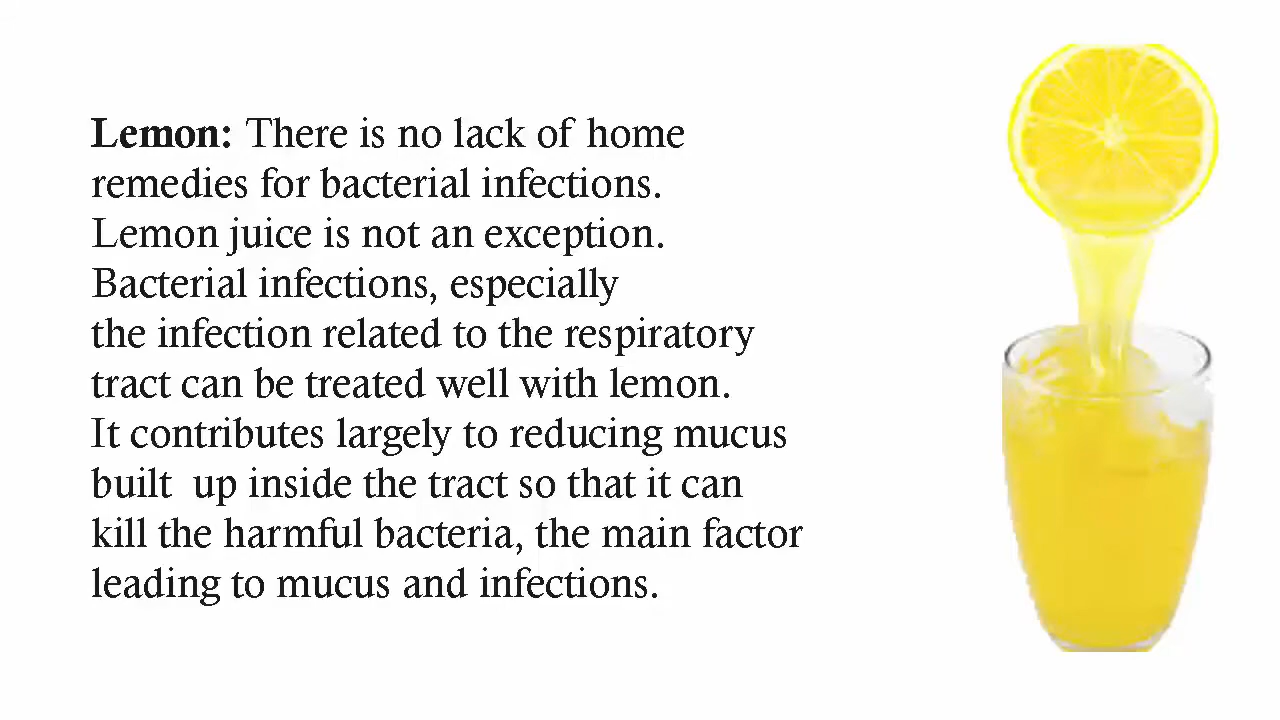 Lemon: There is no lack of home
remedies for bacterial infections.
Lemon juice is not an exception.
Bacterial infections, especially
the infection related to the respiratory
tract can be treated well with lemon.
It contributes largely to reducing mucus
built  up inside the tract so that it can
kill the harmful bacteria, the main factor
leading to mucus and infections.